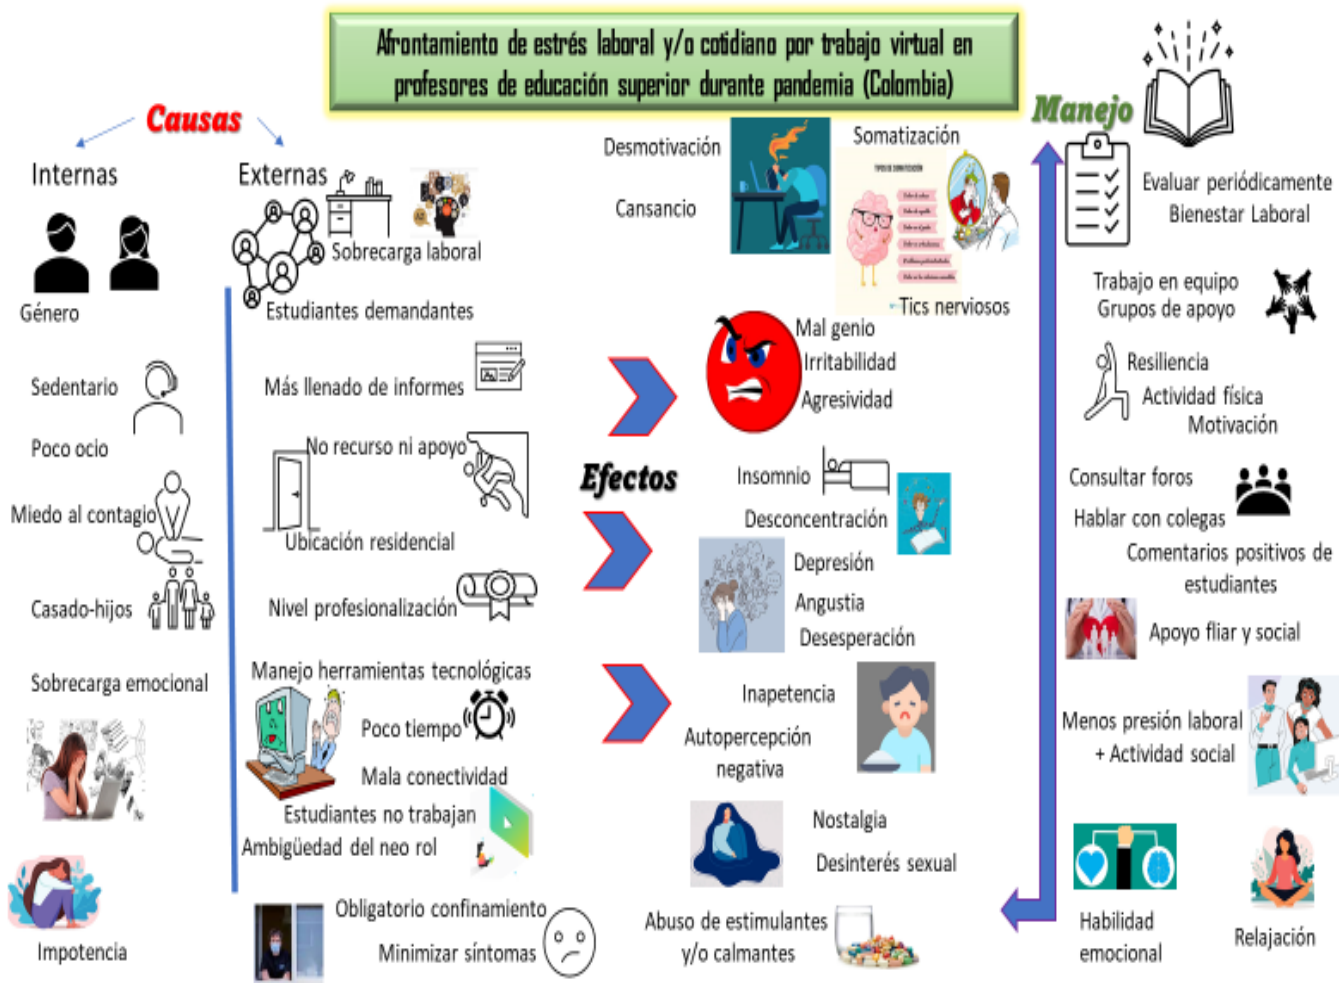 Afrontamiento de estrés laboral y/o cotidiano por trabajo virtual en
profesores de educación superior durante pandemia (Colombia)
Causas
Internas
Género
Sedentario
Poco ocio
Miedo al contagio
Casado-hijos
Sobrecarga emocional
Impotencia
Externas
Sobrecarga laboral
Estudiantes demandantes
Más llenado de informes
No recurso ni apoyo
Ubicación residencial
Nivel profesionalización
Manejo herramientas tecnológicas
Poco tiempo
Mala conectividad
Estudiantes no trabajan
Ambigüedad del neo rol
Obligatorio confinamiento
Minimizar síntomas
Efectos
Desmotivación
Cansancio
Somatización
TIPOS DE SOMATIZACIÓN
Tics nerviosos
Mal genio
Irritabilidad
Agresividad
Insomnio
Desconcentración
Depresión
Angustia
Desesperación
Inapetencia
Autopercepción
negativa
Nostalgia
Desinterés sexual
Abuso de estimulantes
y/o calmantes
Manejo
Evaluar periódicamente
Bienestar Laboral
Trabajo en equipo
Grupos de apoyo
Resiliencia
Actividad física
Motivación
Consultar foros
Hablar con colegas
Comentarios positivos de
estudiantes
Apoyo fliar y social
Menos presión laboral
+ Actividad social
Habilidad
emocional
Relajación